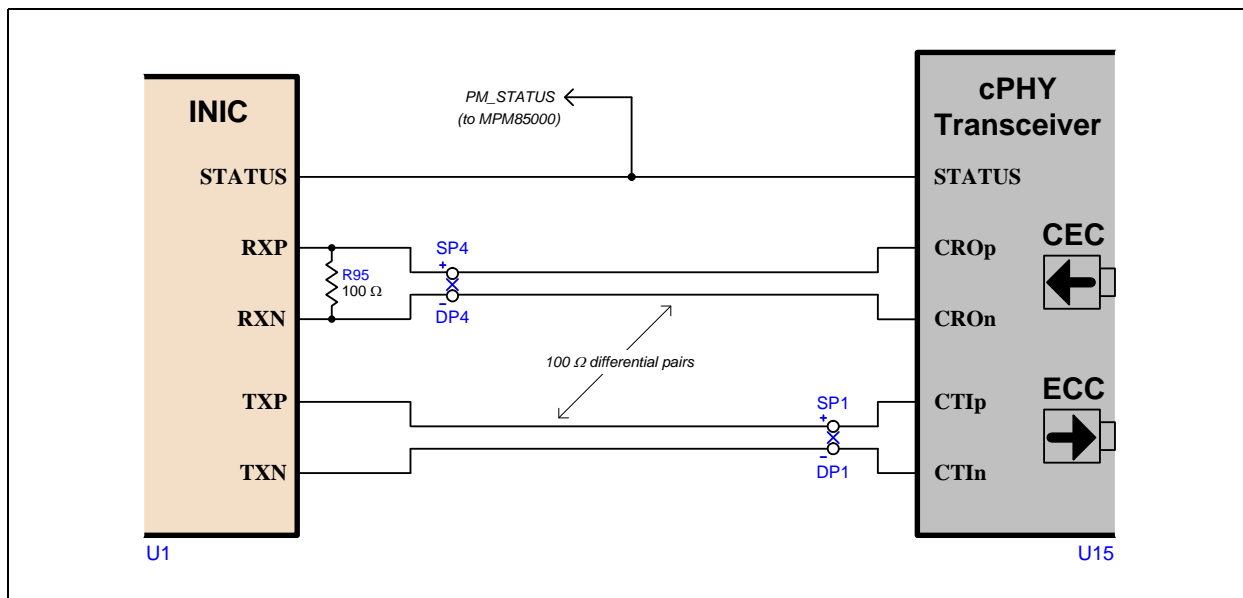 INIC
cPHY
Transceiver
PM_STATUS
(to MPM85000)
STATUS
STATUS
RXP
SP4
CROp
CEC
+
R95
100 Ω
–
RXN
DP4
CROn
100 Ω differential pairs
ECC
TXP
SP1
CTIp
+
–
TXN
DP1
CTIn
U1
U15